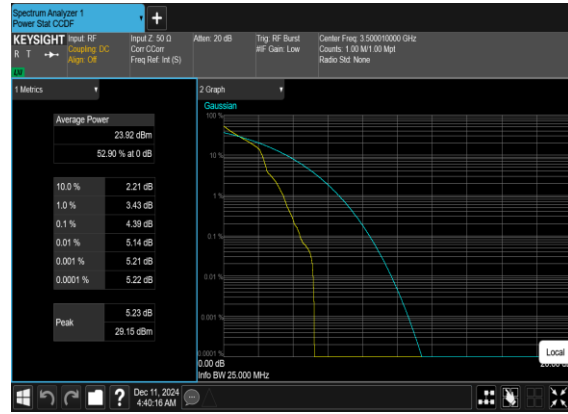 Spectrum Analyzer 1
Power Stat CCDF
KEYSIGHT
R T
LU
Input: RF
Coupling: DC
Align: Off
Input Z: 50 Ω
Corr CCorr
Freq Ref: Int (S)
Atten: 20 dB
Trig: RF Burst
#IF Gain: Low
Center Freq: 3.500010000 GHz
Counts: 1.00 M/1.00 Mpt
Radio Std: None
1 Metrics
Average Power
23.92 dBm
52.90 % at 0 dB
10.0 % 2.21 dB
1.0 % 3.43 dB
0.1 % 4.39 dB
0.01 % 5.14 dB
0.001 % 5.21 dB
0.0001 % 5.22 dB
Peak
5.23 dB
29.15 dBm
2 Graph
Gaussian
100 %
10 %
1 %
0.1 %
0.01 %
0.001 %
0.0001 %
0.00 dB
Info BW 25.000 MHz
Local
?
Dec 11, 2024
4:40:16 AM